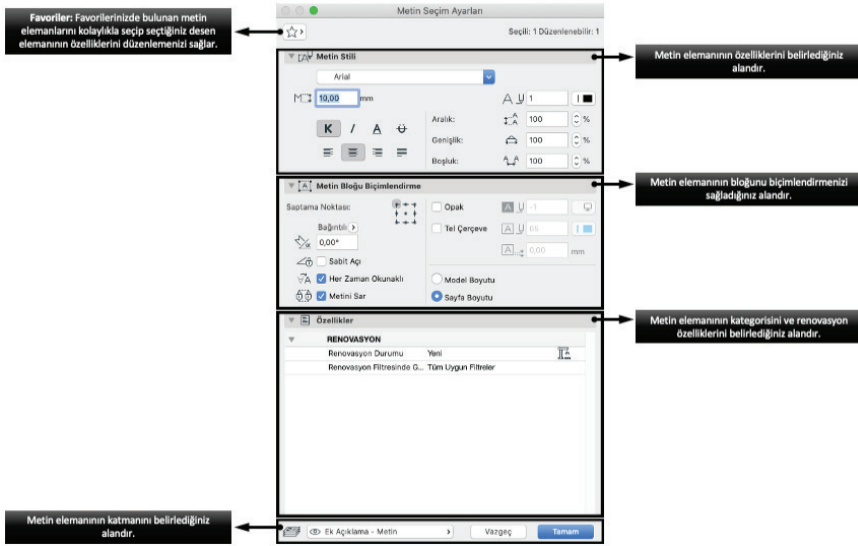 Favoriler: Favorilerinizde bulunan metin
elemanlarını kolaylıkla seçip seçtiğiniz desen
elemanının özelliklerini düzenlemenizi sağlar.
Metin Seçim Ayarları
Seçili: 1 Düzenlenebilir: 1
Metin Stili
Metin elemanının özelliklerini belirlediğiniz
alandır.
Arial
10,00 mm
1
K I A
Aralık: 100 %
Genişlik: 100 %
Boşluk: 100 %
Metin Bloğu Biçimlendirme
Metin elemanının bloğunu biçimlendirmenizi
sağladığınız alandır.
Saptama Noktası:
Bağıntılı
0,00°
Sabit Açı
Her Zaman Okunaklı
Metini Sar
Opak -1
Tel Çerçeve 05
0,00 mm
Model Boyutu
Sayfa Boyutu
Özellikler
Metin elemanının kategorisini ve renovasyon
özelliklerini belirlediğiniz alandır.
RENOVASYON
Renovasyon Durumu Yeni
Renovasyon Filtresinde G... Tüm Uygun Filtreler
Metin elemanının katmanını belirlediğiniz
alandır.
Ek Açıklama - Metin
Vazgeç
Tamam